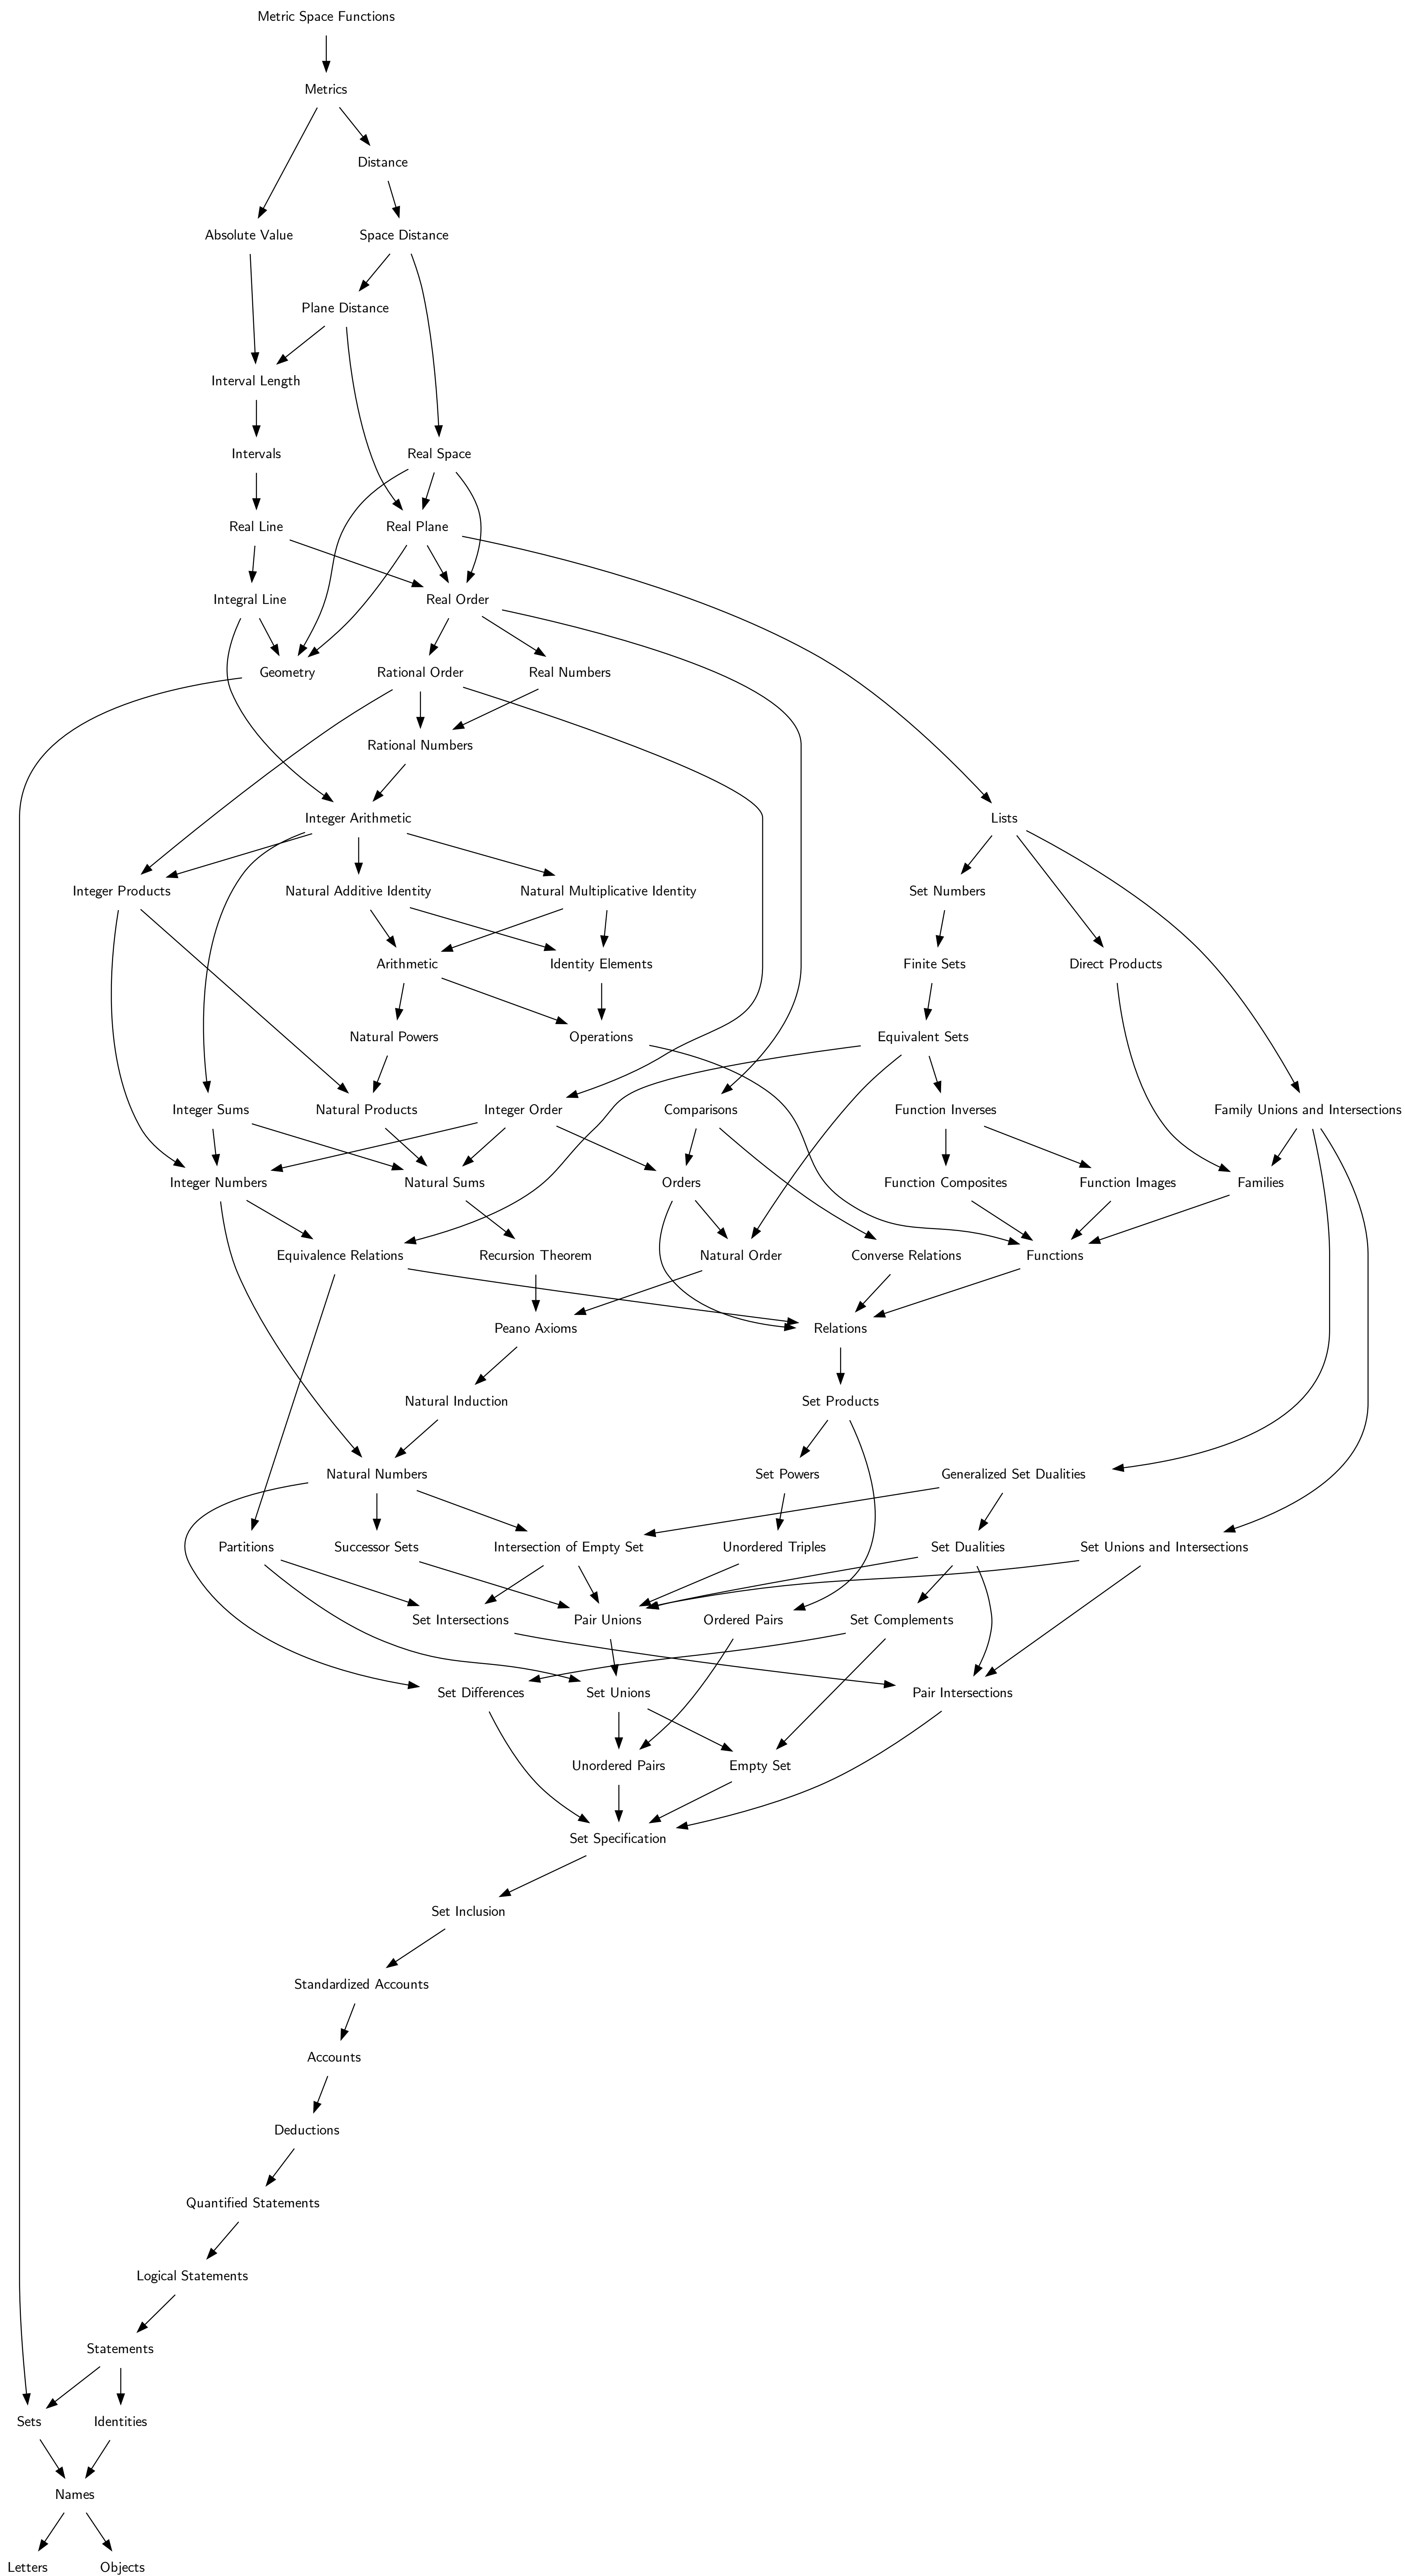 Metric Space Functions
Metrics
Distance
Absolute Value
Space Distance
Plane Distance
Interval Length
Intervals
Real Space
Real Line
Real Plane
Integral Line
Real Order
Geometry
Rational Order
Real Numbers
Rational Numbers
Integer Arithmetic
Lists
Integer Products
Natural Additive Identity
Natural Multiplicative Identity
Set Numbers
Arithmetic
Identity Elements
Finite Sets
Direct Products
Natural Powers
Operations
Equivalent Sets
Integer Sums
Natural Products
Integer Order
Comparisons
Function Inverses
Family Unions and Intersections
Integer Numbers
Natural Sums
Orders
Function Composites
Function Images
Families
Equivalence Relations
Recursion Theorem
Natural Order
Converse Relations
Functions
Peano Axioms
Relations
Natural Induction
Set Products
Natural Numbers
Set Powers
Generalized Set Dualities
Partitions
Successor Sets
Intersection of Empty Set
Unordered Triples
Set Dualities
Set Unions and Intersections
Set Intersections
Pair Unions
Ordered Pairs
Set Complements
Set Differences
Set Unions
Pair Intersections
Unordered Pairs
Empty Set
Set Specification
Set Inclusion
Standardized Accounts
Accounts
Deductions
Quantified Statements
Logical Statements
Statements
Sets
Identities
Names
Letters
Objects